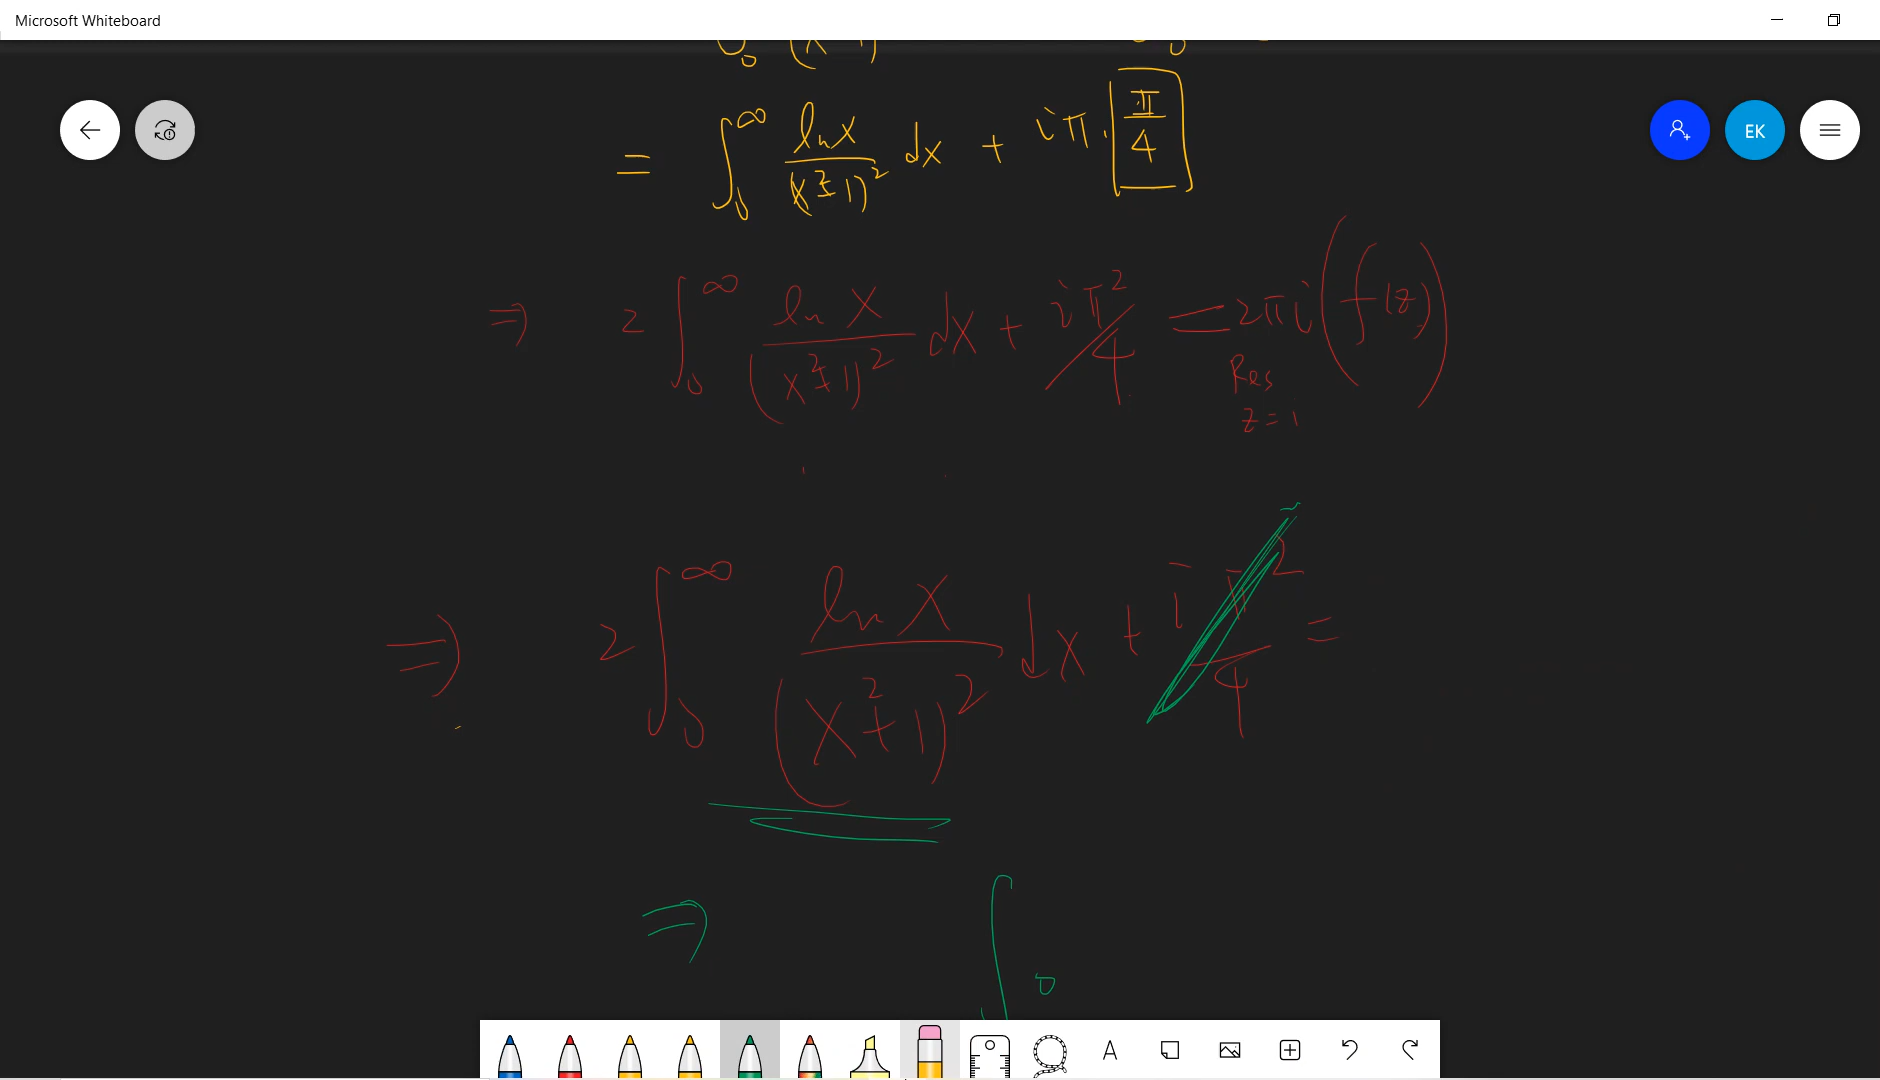 Microsoft Whiteboard
= ∫₀^∞ ln x / (x²+1)² dx + iπ · π/4
EK
⇒ 2 ∫₀^∞ ln x / (x²+1)² dx + iπ²/4 = 2πi (f(z))
Res
z = i
⇒ 2 ∫₀^∞ ln x / (x²+1)² dx + iπ²/4 =
⇒ ∫₀
A